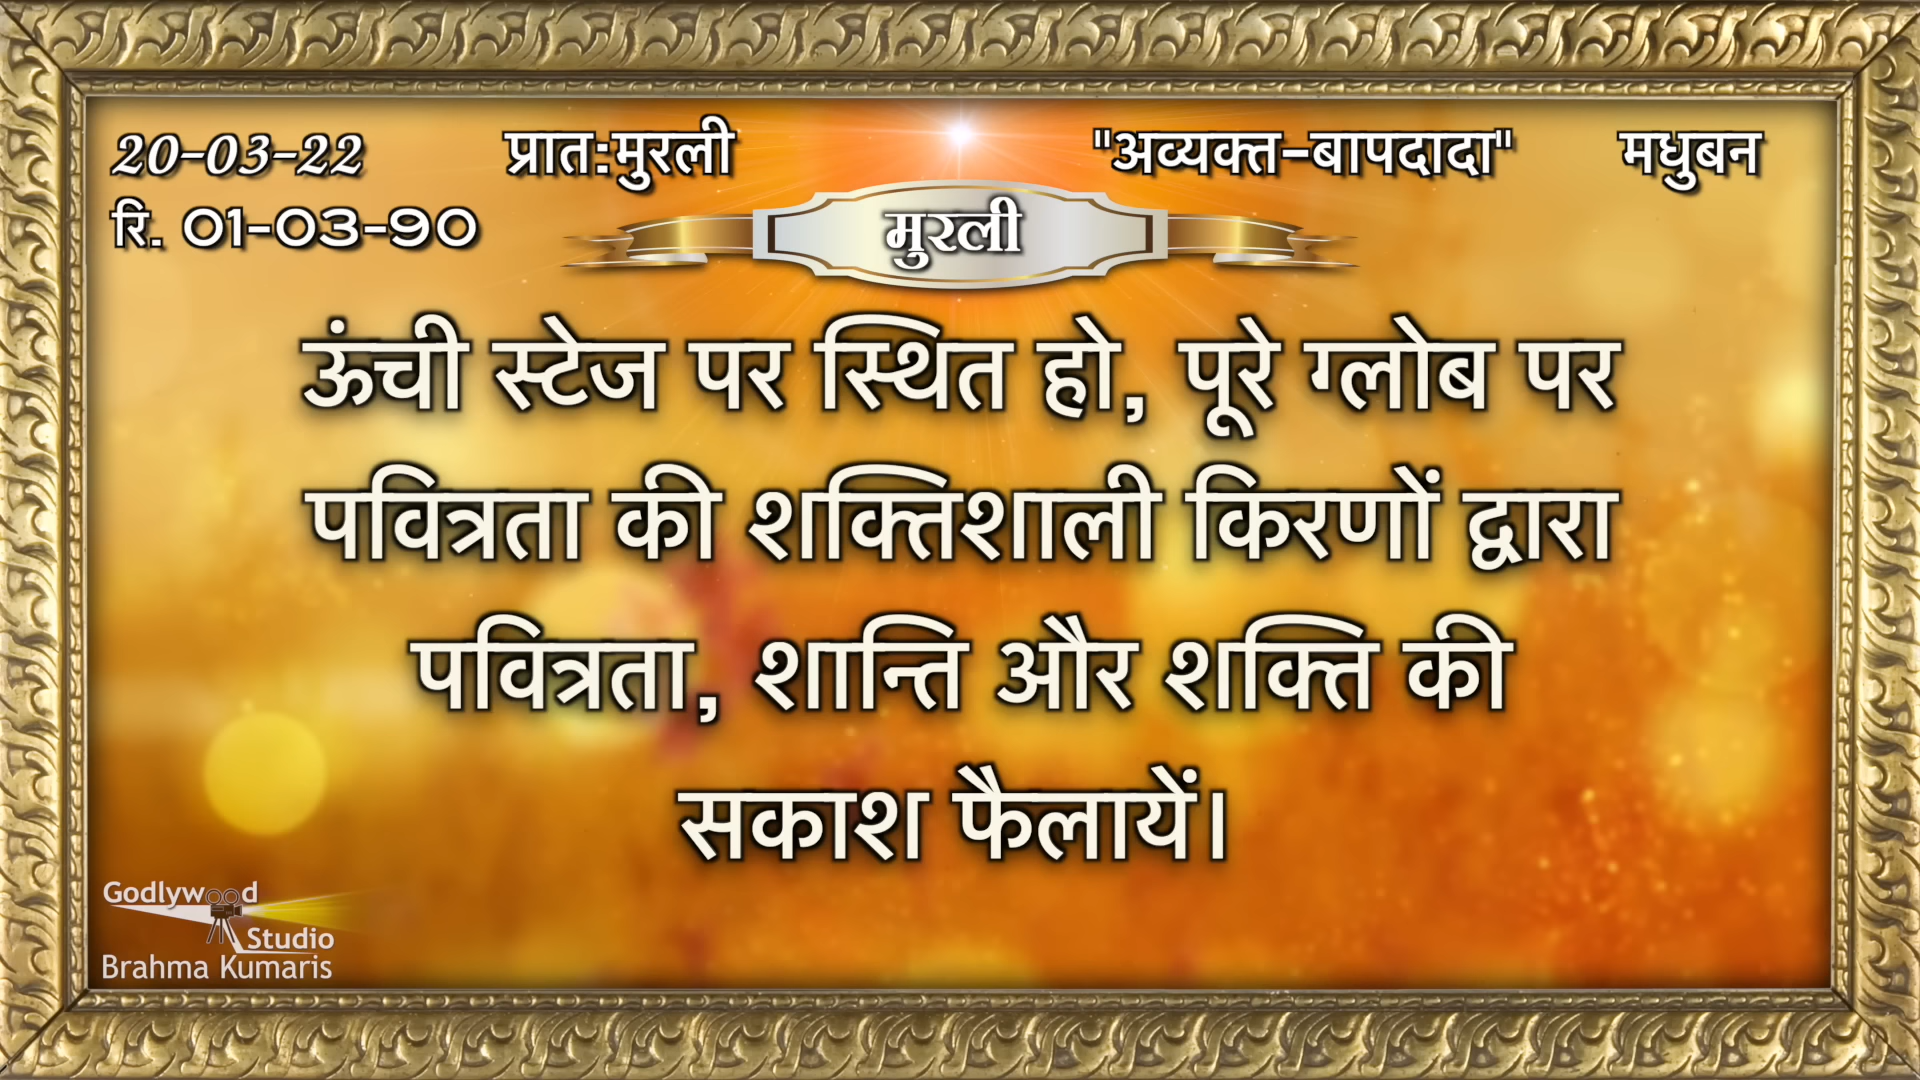 20-03-22 प्रात:मुरली "अव्यक्त-बापदादा" मधुबन
रि. 01-03-90
मुरली
ऊंची स्टेज पर स्थित हो, पूरे ग्लोब पर
पवित्रता की शक्तिशाली किरणों द्वारा
पवित्रता, शान्ति और शक्ति की
सकाश फैलायें।
Godlywood
Studio
Brahma Kumaris